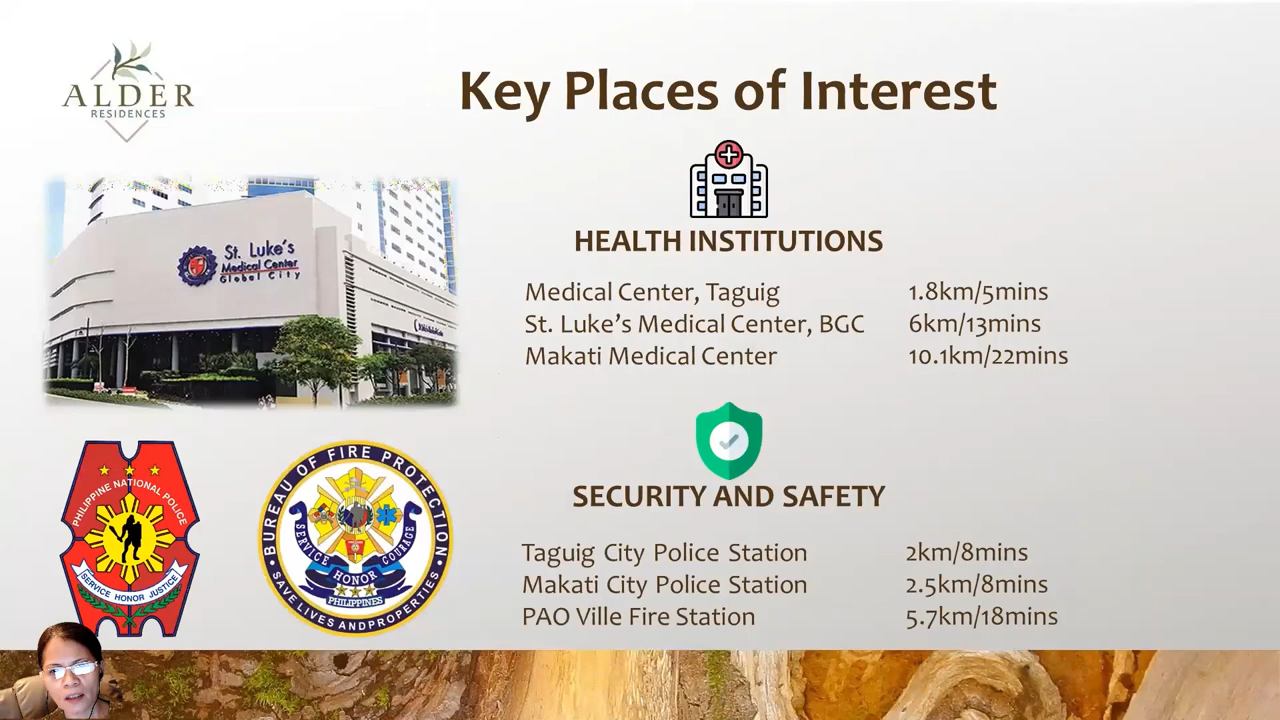 ALDER
RESIDENCES
Key Places of Interest
St. Luke's
Medical Center
Global City
HEALTH INSTITUTIONS
Medical Center, Taguig 1.8km/5mins
St. Luke’s Medical Center, BGC 6km/13mins
Makati Medical Center 10.1km/22mins
PHILIPPINE NATIONAL POLICE
SERVICE HONOR JUSTICE
BUREAU OF FIRE PROTECTION
SERVICE HONOR COURAGE
PHILIPPINES
SAVE LIVES AND PROPERTIES
SECURITY AND SAFETY
Taguig City Police Station 2km/8mins
Makati City Police Station 2.5km/8mins
PAO Ville Fire Station 5.7km/18mins